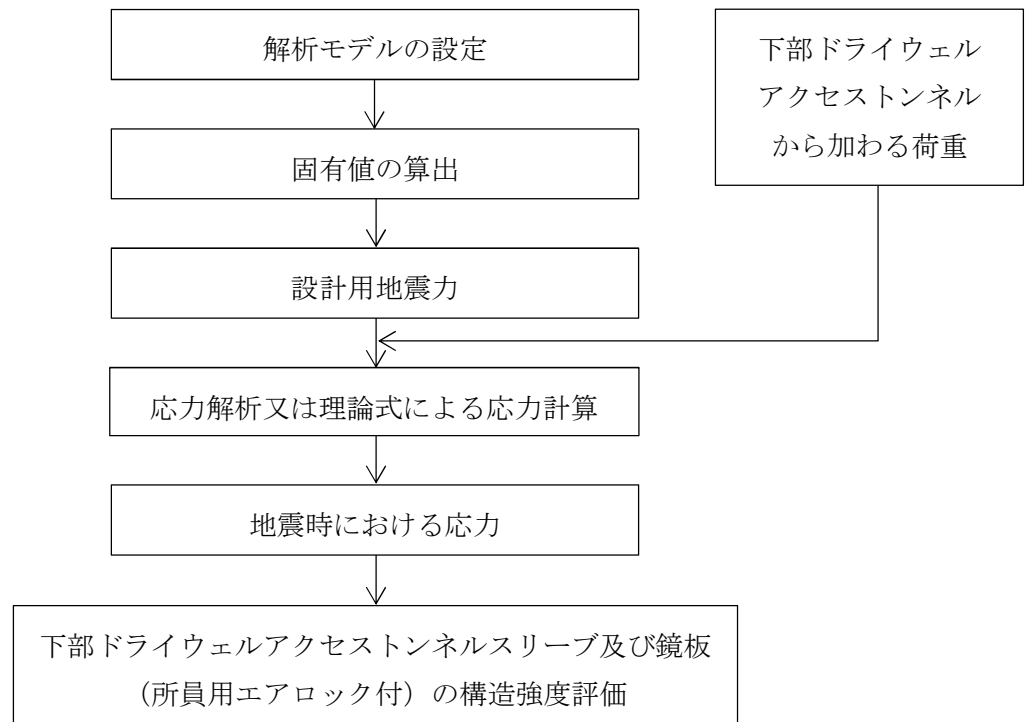 解析モデルの設定
下部ドライウェル
アクセストンネル
から加わる荷重
固有値の算出
設計用地震力
応力解析又は理論式による応力計算
地震時における応力
下部ドライウェルアクセストンネルスリーブ及び鏡板
（所員用エアロック付）の構造強度評価